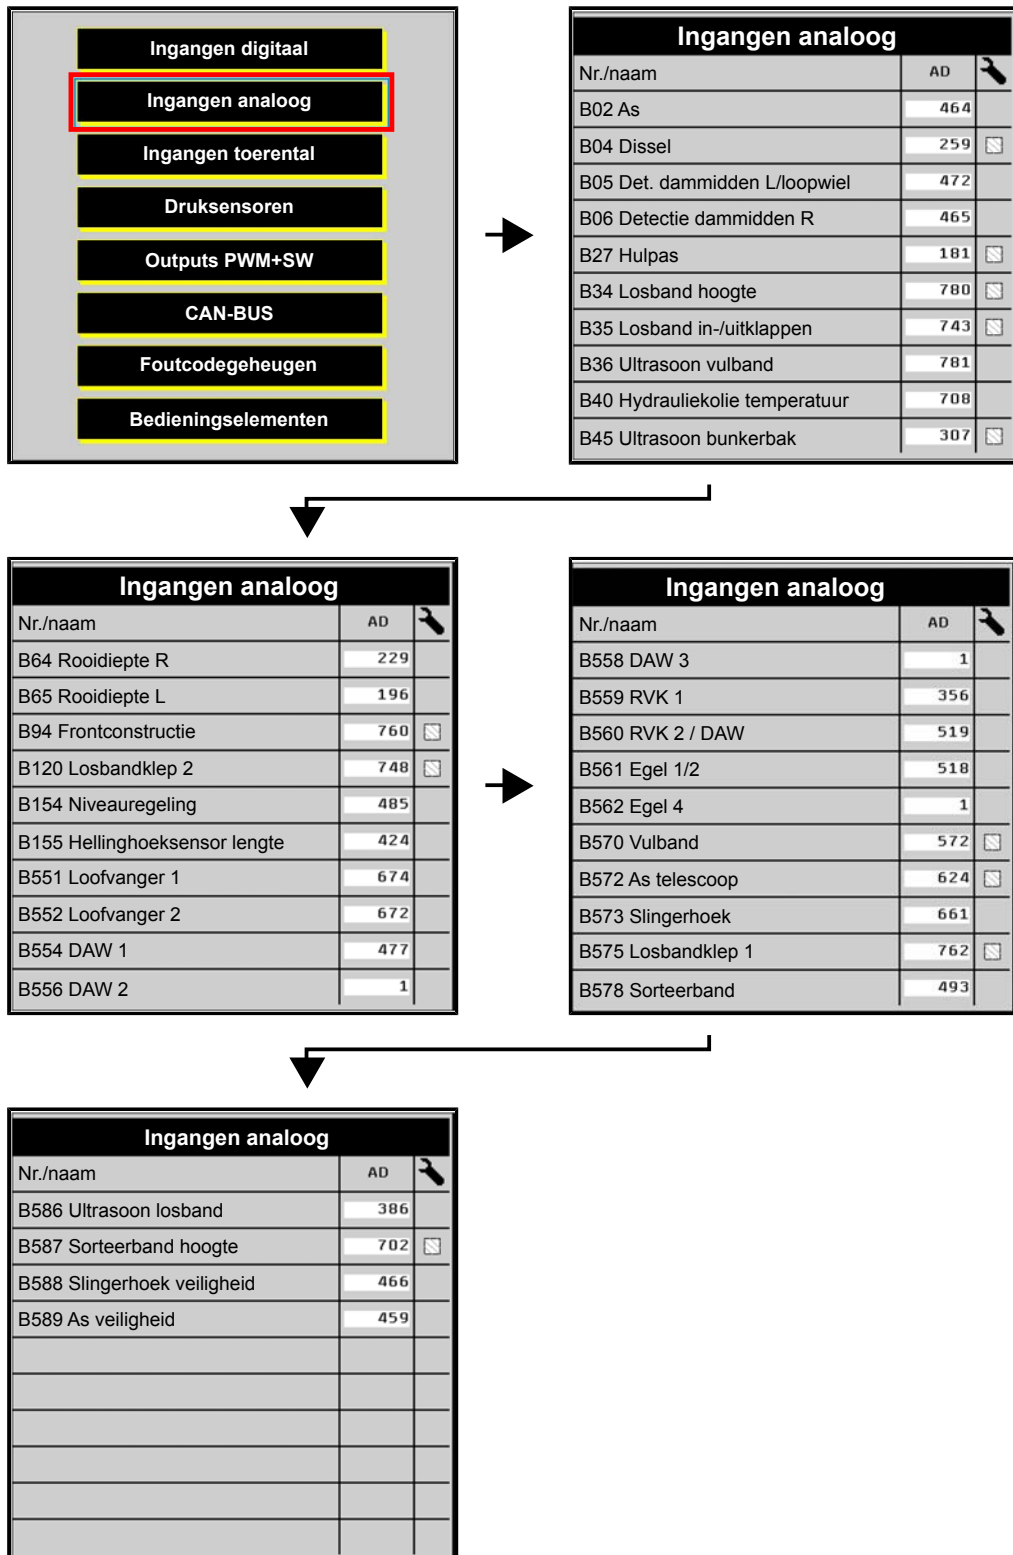 Ingangen digitaal
Ingangen analoog
Ingangen toerental
Druksensoren
Outputs PWM+SW
CAN-BUS
Foutcodegeheugen
Bedieningselementen
Ingangen analoog
Nr./naam AD
B02 As 464
B04 Dissel 259
B05 Det. dammidden L/loopwiel 472
B06 Detectie dammidden R 465
B27 Hulpas 181
B34 Losband hoogte 780
B35 Losband in-/uitklappen 743
B36 Ultrasoon vulband 781
B40 Hydrauliekolie temperatuur 708
B45 Ultrasoon bunkerbak 307
Ingangen analoog
Nr./naam AD
B64 Rooidiepte R 229
B65 Rooidiepte L 196
B94 Frontconstructie 760
B120 Losbandklep 2 748
B154 Niveauregeling 485
B155 Hellinghoeksensor lengte 424
B551 Loofvanger 1 674
B552 Loofvanger 2 672
B554 DAW 1 477
B556 DAW 2 1
Ingangen analoog
Nr./naam AD
B558 DAW 3 1
B559 RVK 1 356
B560 RVK 2 / DAW 519
B561 Egel 1/2 518
B562 Egel 4 1
B570 Vulband 572
B572 As telescoop 624
B573 Slingerhoek 661
B575 Losbandklep 1 762
B578 Sorteerband 493
Ingangen analoog
Nr./naam AD
B586 Ultrasoon losband 386
B587 Sorteerband hoogte 702
B588 Slingerhoek veiligheid 466
B589 As veiligheid 459